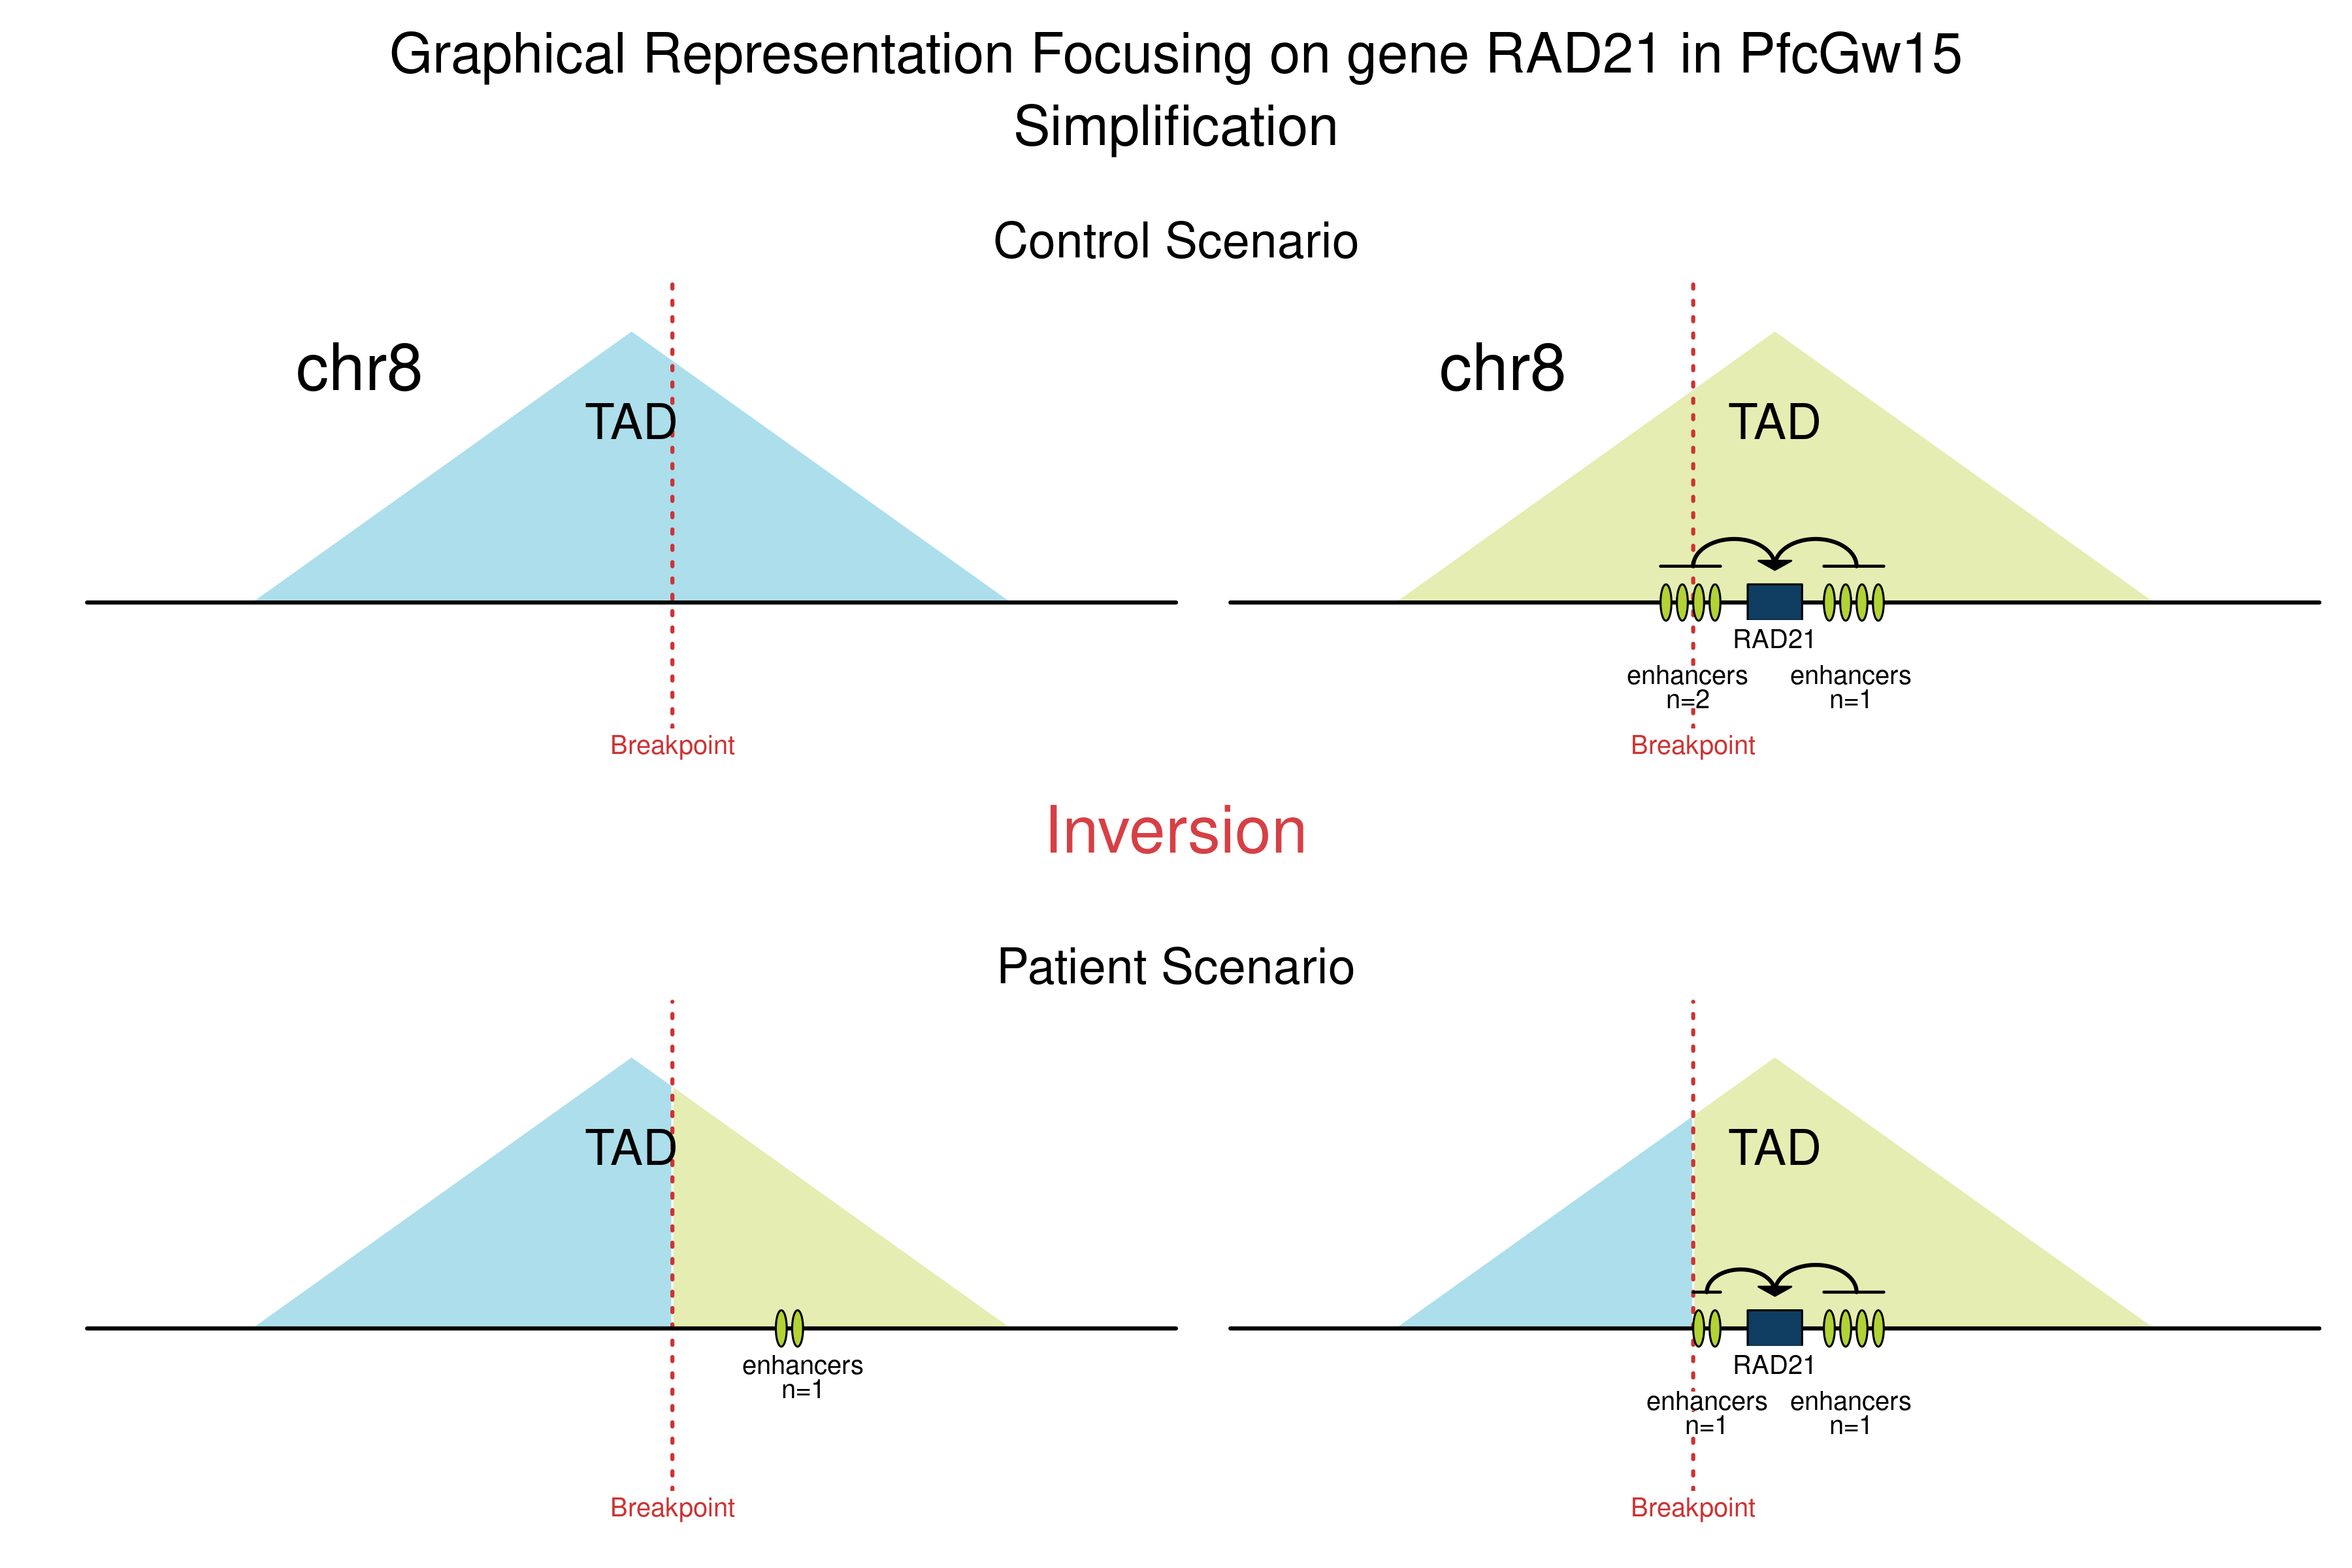 Graphical Representation Focusing on gene RAD21 in PfcGw15
Simplification
Control Scenario
chr8
chr8
TAD
TAD
RAD21
enhancers
n=2
enhancers
n=1
Breakpoint
Breakpoint
Inversion
Patient Scenario
TAD
TAD
enhancers
n=1
RAD21
enhancers
n=1
enhancers
n=1
Breakpoint
Breakpoint